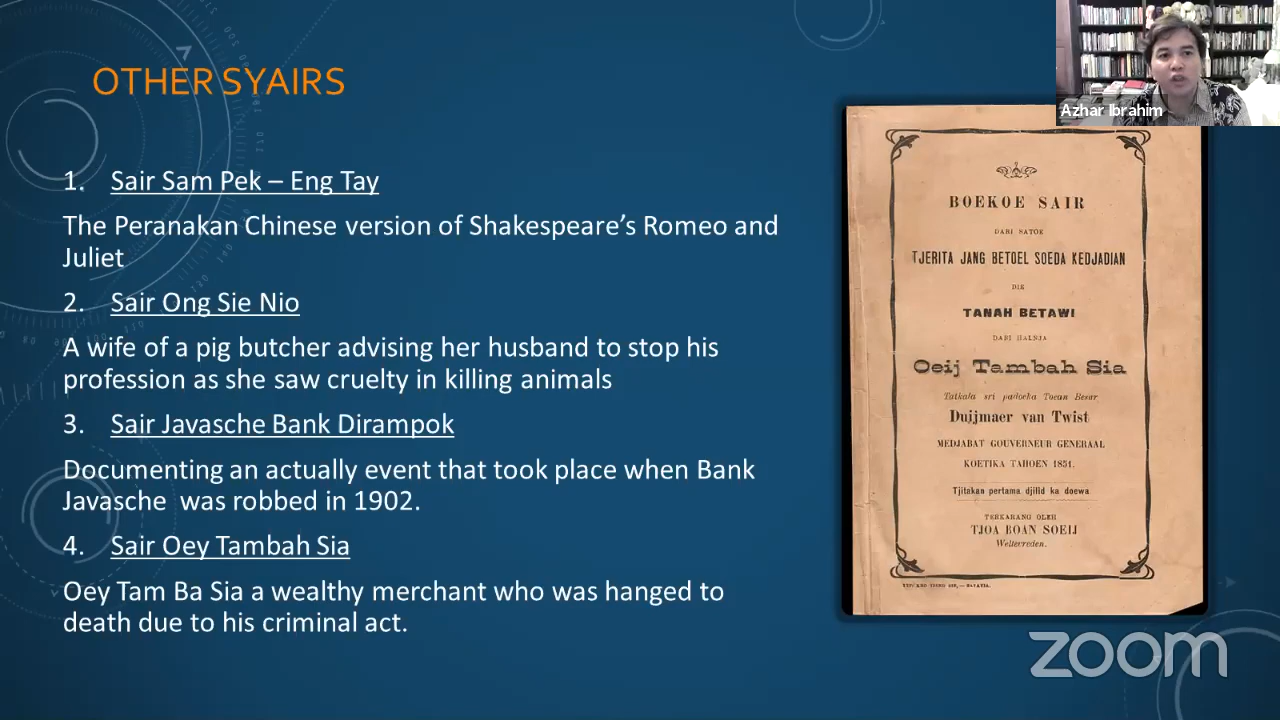 OTHER SYAIRS
1. Sair Sam Pek – Eng Tay
The Peranakan Chinese version of Shakespeare’s Romeo and
Juliet
2. Sair Ong Sie Nio
A wife of a pig butcher advising her husband to stop his
profession as she saw cruelty in killing animals
3. Sair Javasche Bank Dirampok
Documenting an actually event that took place when Bank
Javasche was robbed in 1902.
4. Sair Oey Tambah Sia
Oey Tam Ba Sia a wealthy merchant who was hanged to
death due to his criminal act.
Azhar Ibrahim
BOEKOE SAIR
DARI SATOE
TJERITA JANG BETOEL SOEDA KEDJADIAN
DIE
TANAH BETAWI
DARI HALNJA
Oeij Tambah Sia
Tatkala sri padoeka Toean Besar
Duijmaer van Twist
MEDJABAT GOUVERNEUR GENERAAL
KOETIKA TAHOEN 1851.
Tjitakan pertama djilid ka doewa
TERKARANG OLEH
TJOA BOAN SOEIJ
Welterreden.
zoom